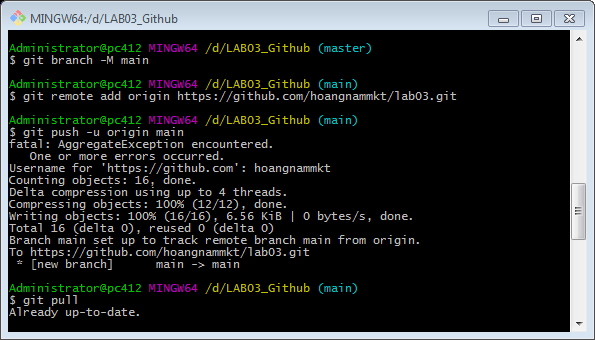 MINGW64:/d/LAB03_Github
Administrator@pc412 MINGW64 /d/LAB03_Github (master)
$ git branch -M main
Administrator@pc412 MINGW64 /d/LAB03_Github (main)
$ git remote add origin https://github.com/hoangnammkt/lab03.git
Administrator@pc412 MINGW64 /d/LAB03_Github (main)
$ git push -u origin main
fatal: AggregateException encountered.
   One or more errors occurred.
Username for 'https://github.com': hoangnammkt
Counting objects: 16, done.
Delta compression using up to 4 threads.
Compressing objects: 100% (12/12), done.
Writing objects: 100% (16/16), 6.56 KiB | 0 bytes/s, done.
Total 16 (delta 0), reused 0 (delta 0)
Branch main set up to track remote branch main from origin.
To https://github.com/hoangnammkt/lab03.git
 * [new branch]      main -> main
Administrator@pc412 MINGW64 /d/LAB03_Github (main)
$ git pull
Already up-to-date.